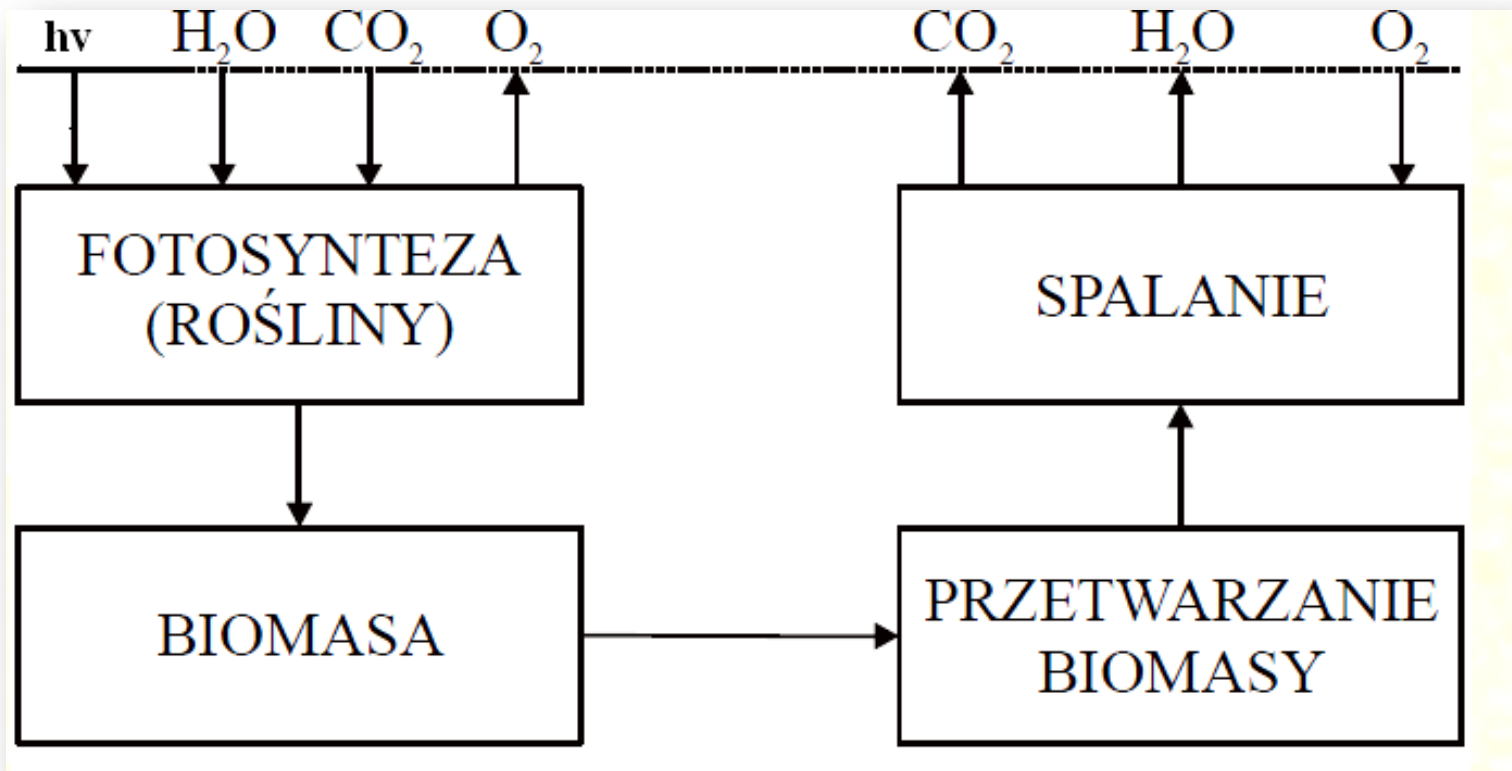 hv H₂O CO₂ O₂ CO₂ H₂O O₂
FOTOSYNTEZA
(ROŚLINY)
SPALANIE
BIOMASA
PRZETWARZANIE
BIOMASY